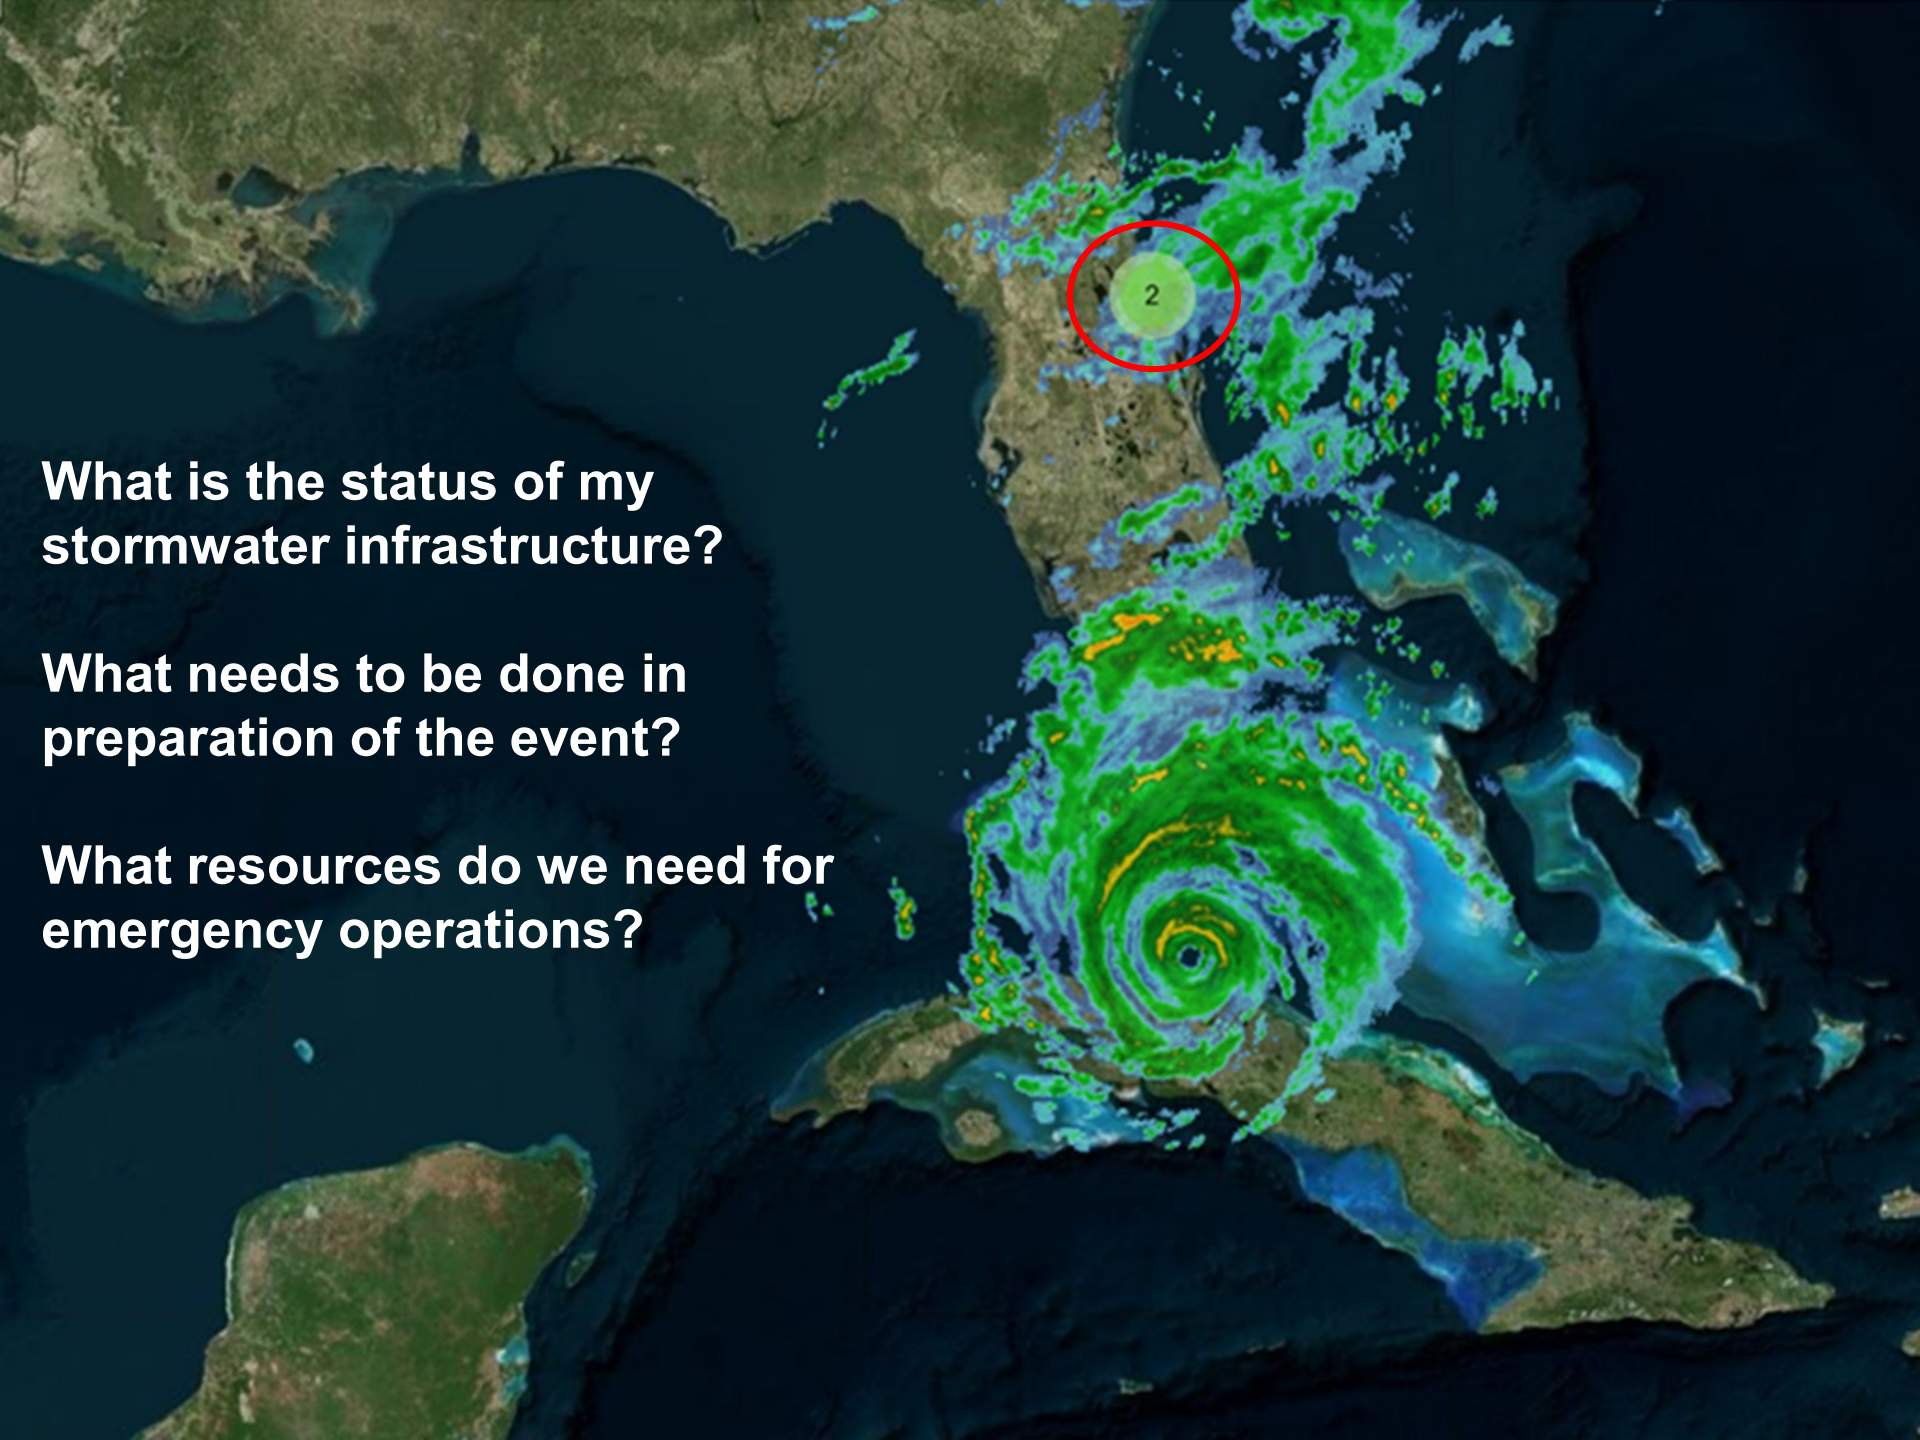 2
What is the status of my
stormwater infrastructure?
What needs to be done in
preparation of the event?
What resources do we need for
emergency operations?